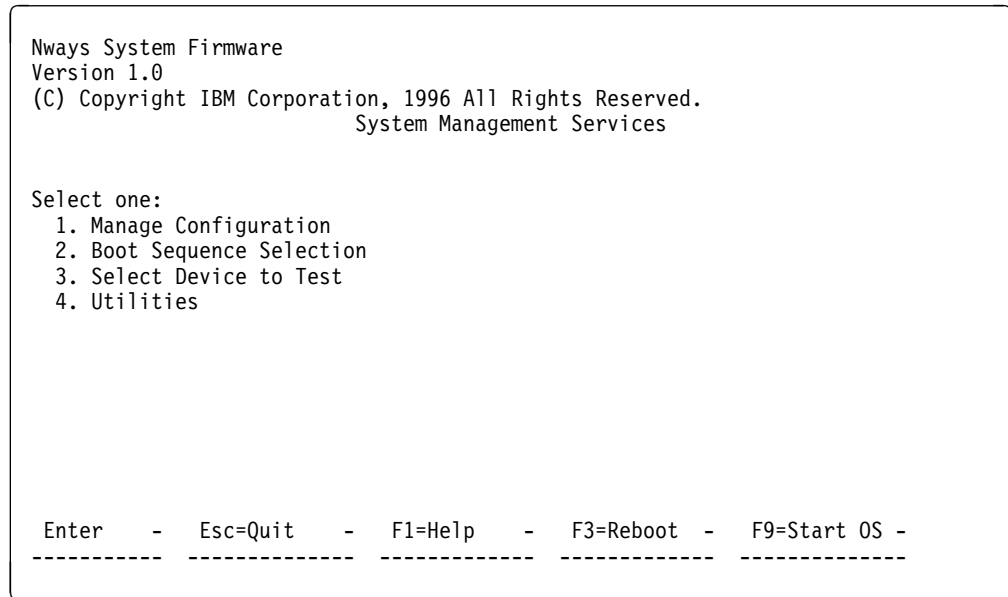 Nways System Firmware
Version 1.0
(C) Copyright IBM Corporation, 1996 All Rights Reserved.
System Management Services
Select one:
1. Manage Configuration
2. Boot Sequence Selection
3. Select Device to Test
4. Utilities
Enter - Esc=Quit - F1=Help - F3=Reboot - F9=Start OS -
----------- -------------- ------------- ------------- --------------